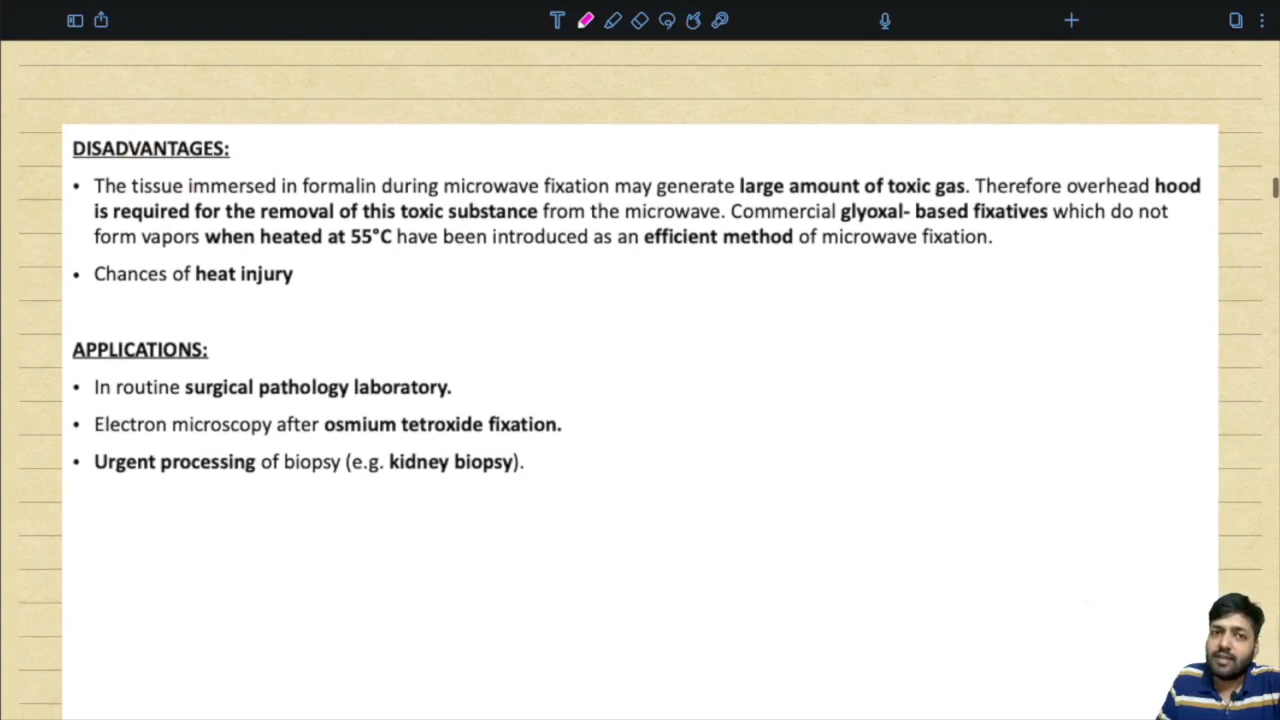 DISADVANTAGES:
• The tissue immersed in formalin during microwave fixation may generate large amount of toxic gas. Therefore overhead hood
is required for the removal of this toxic substance from the microwave. Commercial glyoxal- based fixatives which do not
form vapors when heated at 55°C have been introduced as an efficient method of microwave fixation.
• Chances of heat injury
APPLICATIONS:
• In routine surgical pathology laboratory.
• Electron microscopy after osmium tetroxide fixation.
• Urgent processing of biopsy (e.g. kidney biopsy).